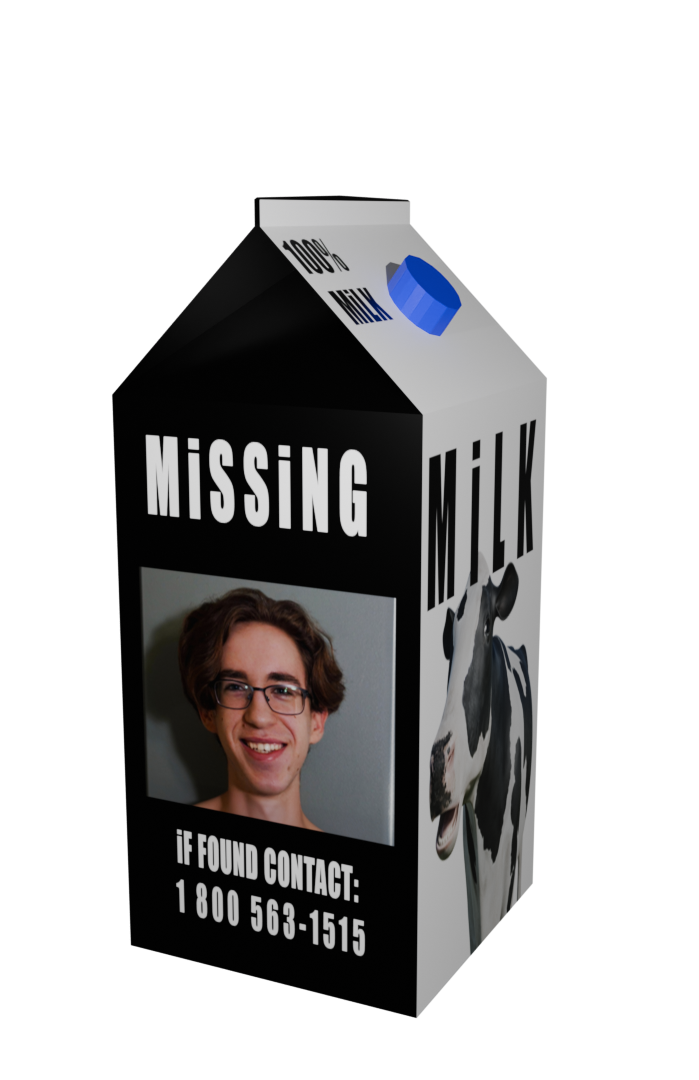 100%
MiLK
MiSSiNG
MiLK
iF FOUND CONTACT:
1 800 563-1515